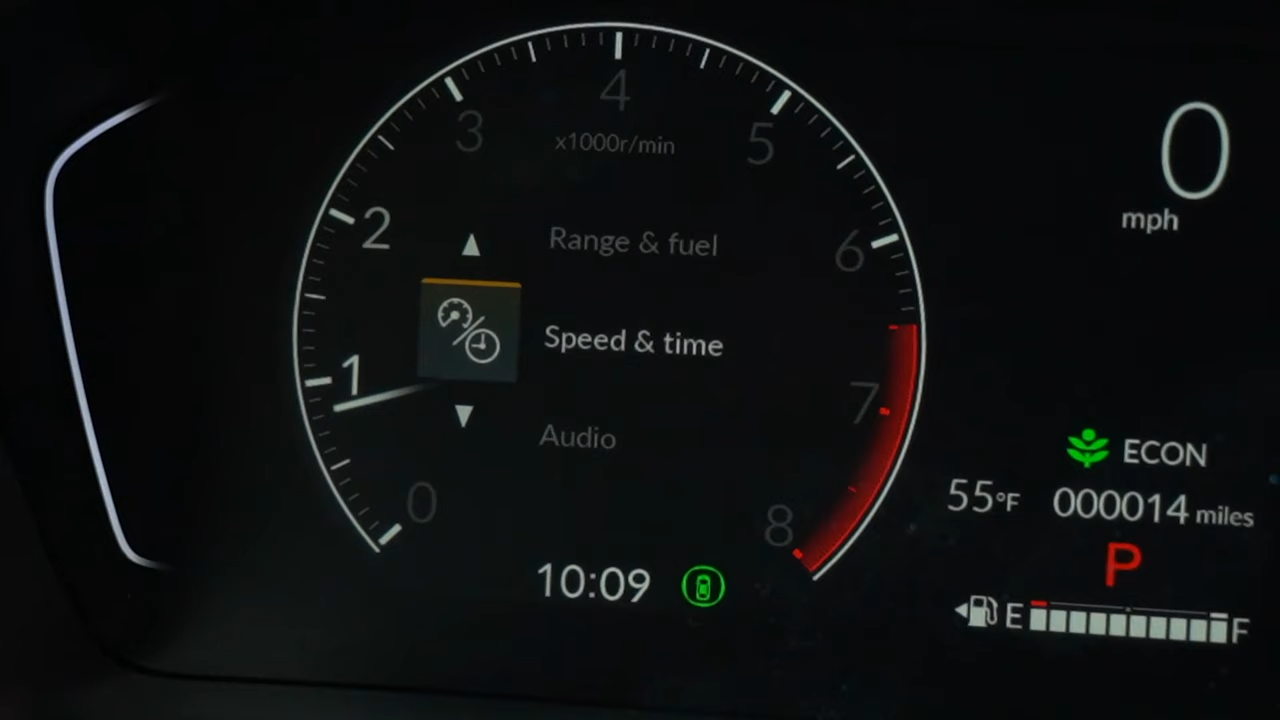 0
1
2
3
4
5
6
7
8
x1000r/min
Range & fuel
Speed & time
Audio
10:09
0
mph
ECON
55°F 000014 miles
P
E F